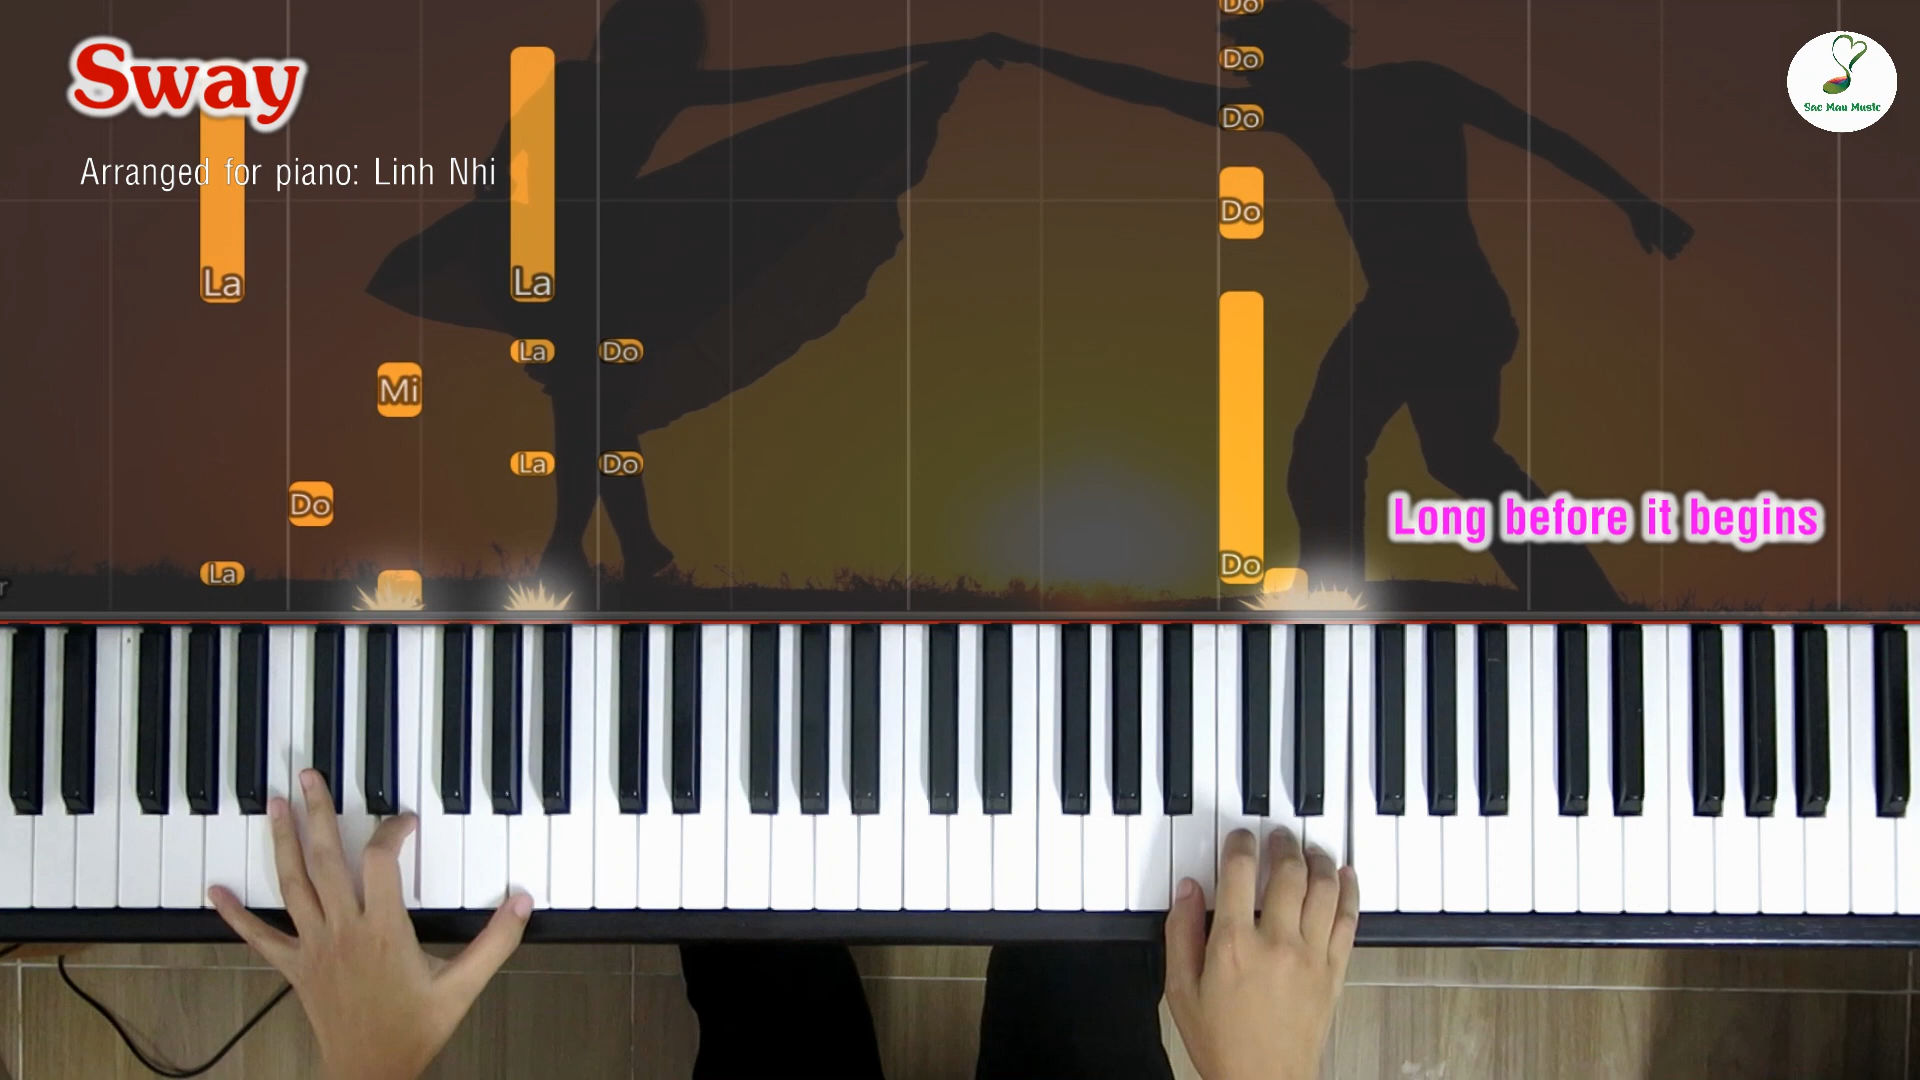 Sway
Arranged for piano: Linh Nhi
Sac Mau Music
Do
Do
Do
Do
La
La
La
Do
Mi
La
Do
Do
Long before it begins
La
Do
r